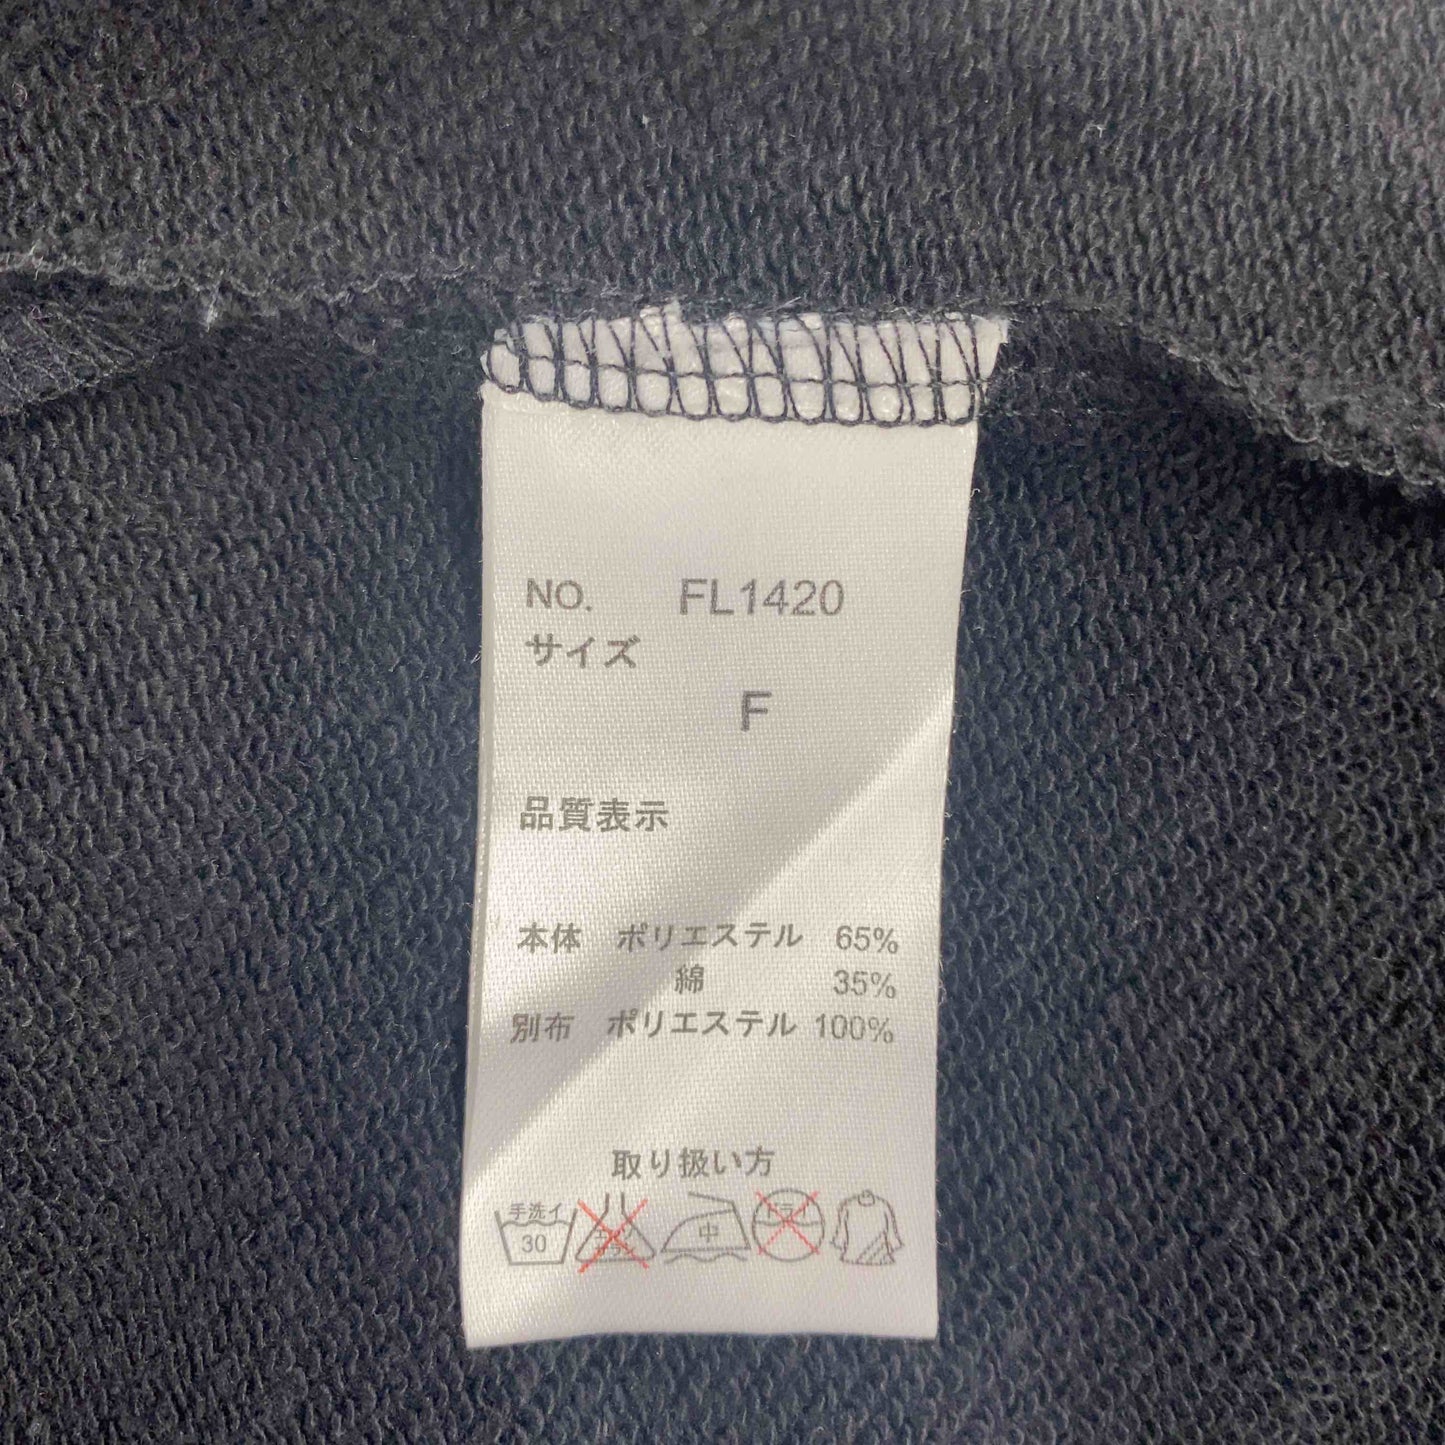 NO. FL1420
サイズ
F
品質表示
本体 ポリエステル 65%
綿 35%
別布 ポリエステル 100%
取り扱い方
手洗イ 中
30